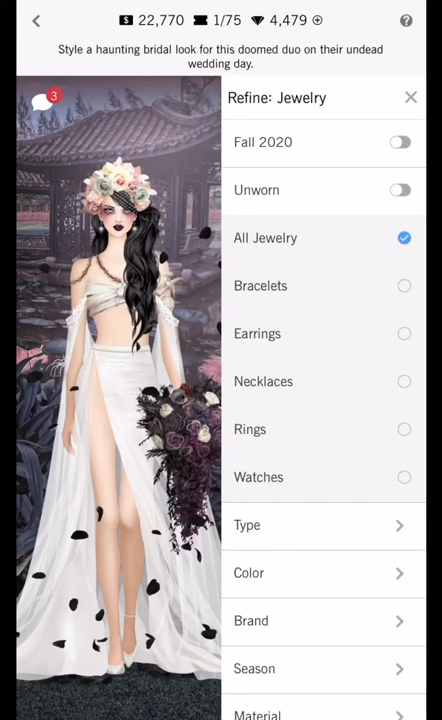 22,770 1/75 4,479
?
Style a haunting bridal look for this doomed duo on their undead
wedding day.
3
Refine: Jewelry
Fall 2020
Unworn
All Jewelry
Bracelets
Earrings
Necklaces
Rings
Watches
Type
Color
Brand
Season
Material